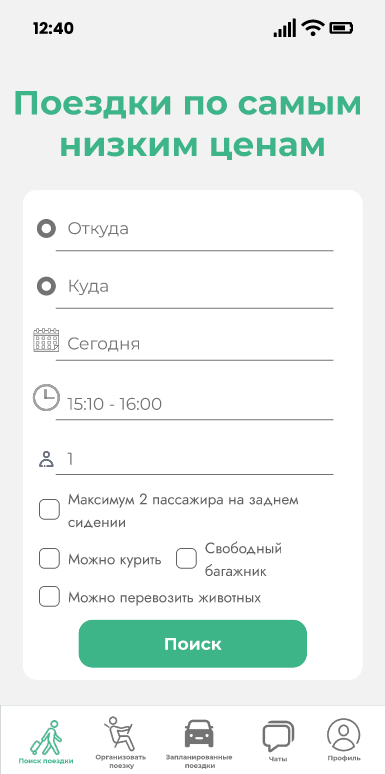 12:40
Поездки по самым
низким ценам
Откуда
Куда
Сегодня
15:10 - 16:00
1
Максимум 2 пассажира на заднем
сидении
Можно курить
Свободный
багажник
Можно перевозить животных
Поиск
Поиск поездки
Организовать
поезку
Запланированные
поездки
Чаты
Профиль